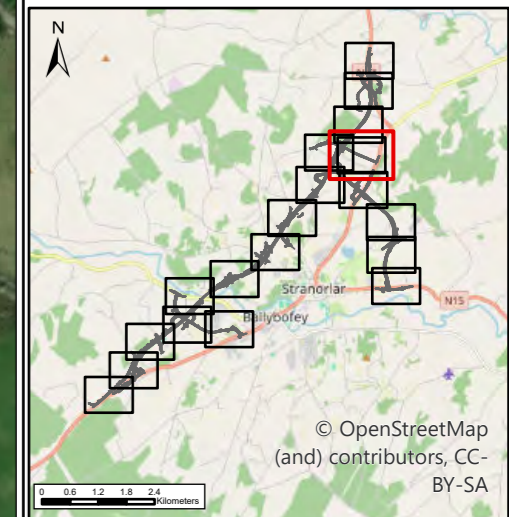 N
Stranorlar
Ballybofey
N15
© OpenStreetMap
(and) contributors, CC-
BY-SA
0 0.6 1.2 1.8 2.4
Kilometers